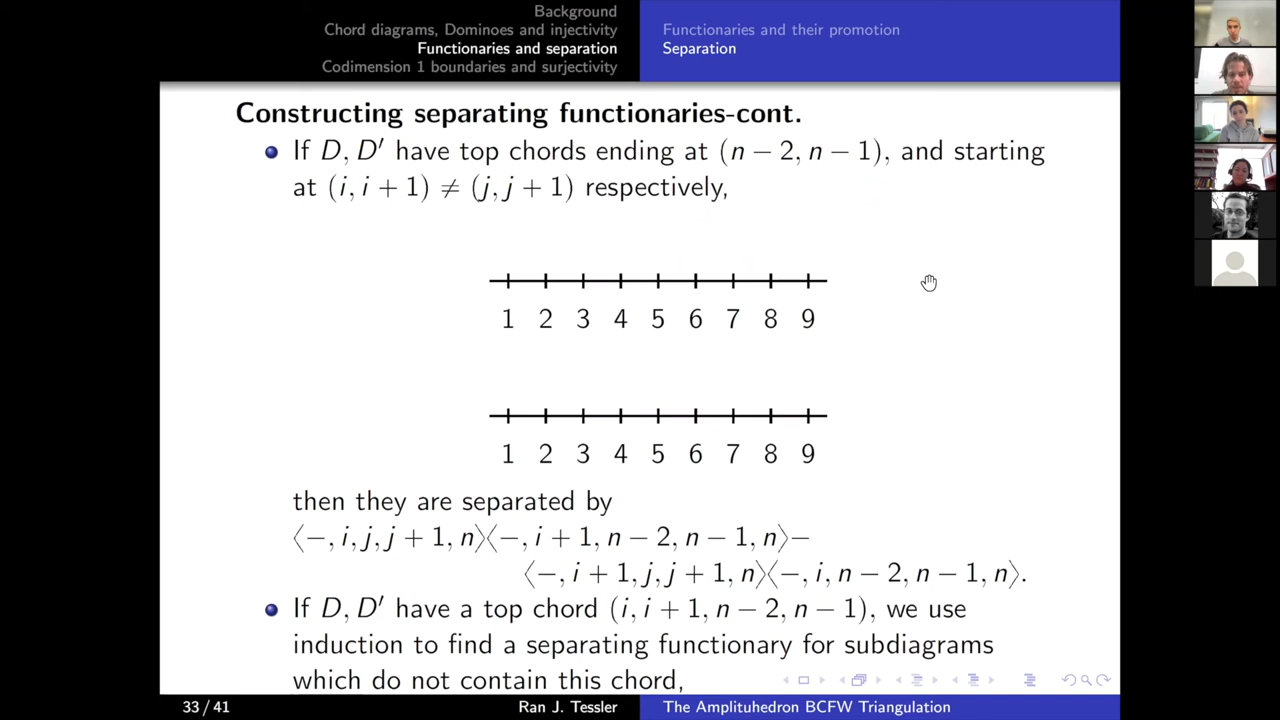 Background
Chord diagrams, Dominoes and injectivity
Functionaries and separation
Codimension 1 boundaries and surjectivity
Functionaries and their promotion
Separation
Constructing separating functionaries-cont.
If D, D′ have top chords ending at (n − 2, n − 1), and starting
at (i, i + 1) ≠ (j, j + 1) respectively,
1 2 3 4 5 6 7 8 9
1 2 3 4 5 6 7 8 9
then they are separated by
⟨−, i, j, j + 1, n⟩⟨−, i + 1, n − 2, n − 1, n⟩−
⟨−, i + 1, j, j + 1, n⟩⟨−, i, n − 2, n − 1, n⟩.
If D, D′ have a top chord (i, i + 1, n − 2, n − 1), we use
induction to find a separating functionary for subdiagrams
which do not contain this chord,
33 / 41
Ran J. Tessler
The Amplituhedron BCFW Triangulation